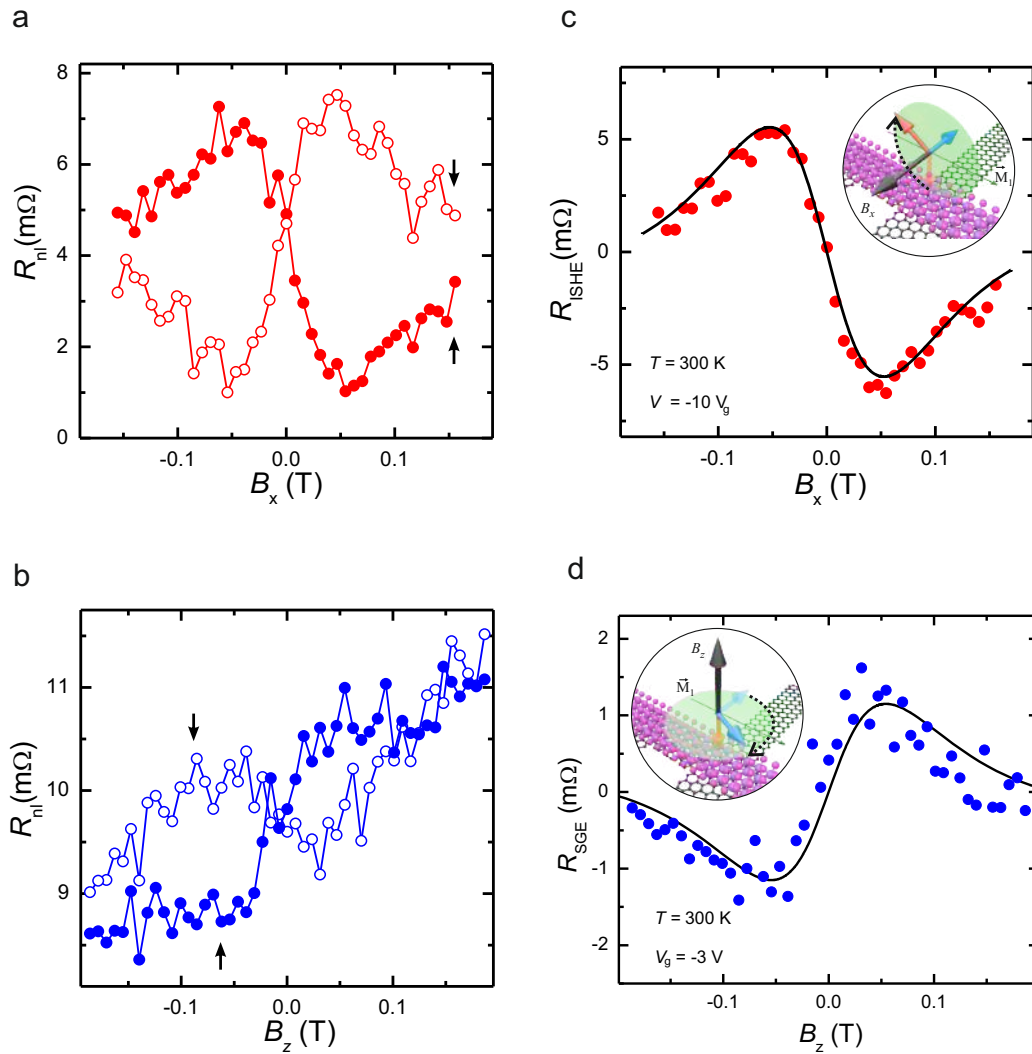 a
8
6
4
2
0
R_nl (mΩ)
-0.1
0.0
0.1
B_x (T)
c
5
0
-5
R_ISHE (mΩ)
B_x
M⃗_1
T = 300 K
V = -10 V_g
-0.1
0.0
0.1
B_x (T)
b
11
10
9
R_nl (mΩ)
-0.1
0.0
0.1
B_z (T)
d
2
1
0
-1
-2
R_SGE (mΩ)
B_z
M⃗_1
T = 300 K
V_g = -3 V
-0.1
0.0
0.1
B_z (T)